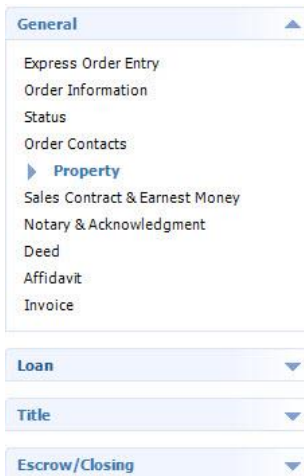 General
Express Order Entry
Order Information
Status
Order Contacts
Property
Sales Contract & Earnest Money
Notary & Acknowledgment
Deed
Affidavit
Invoice
Loan
Title
Escrow/Closing